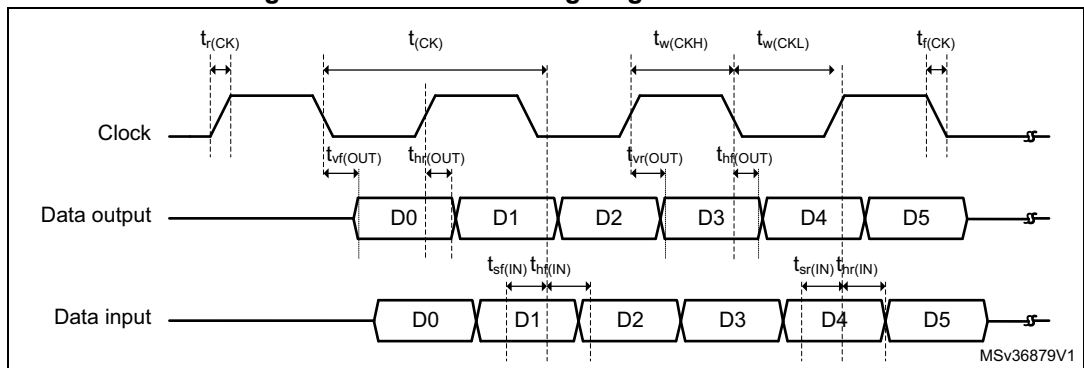 t_r(CK) t_(CK) t_w(CKH) t_w(CKL) t_f(CK)
Clock
t_vf(OUT) t_hr(OUT) t_vr(OUT) t_hf(OUT)
Data output D0 D1 D2 D3 D4 D5
t_sf(IN) t_hf(IN) t_sr(IN) t_hr(IN)
Data input D0 D1 D2 D3 D4 D5
MSv36879V1